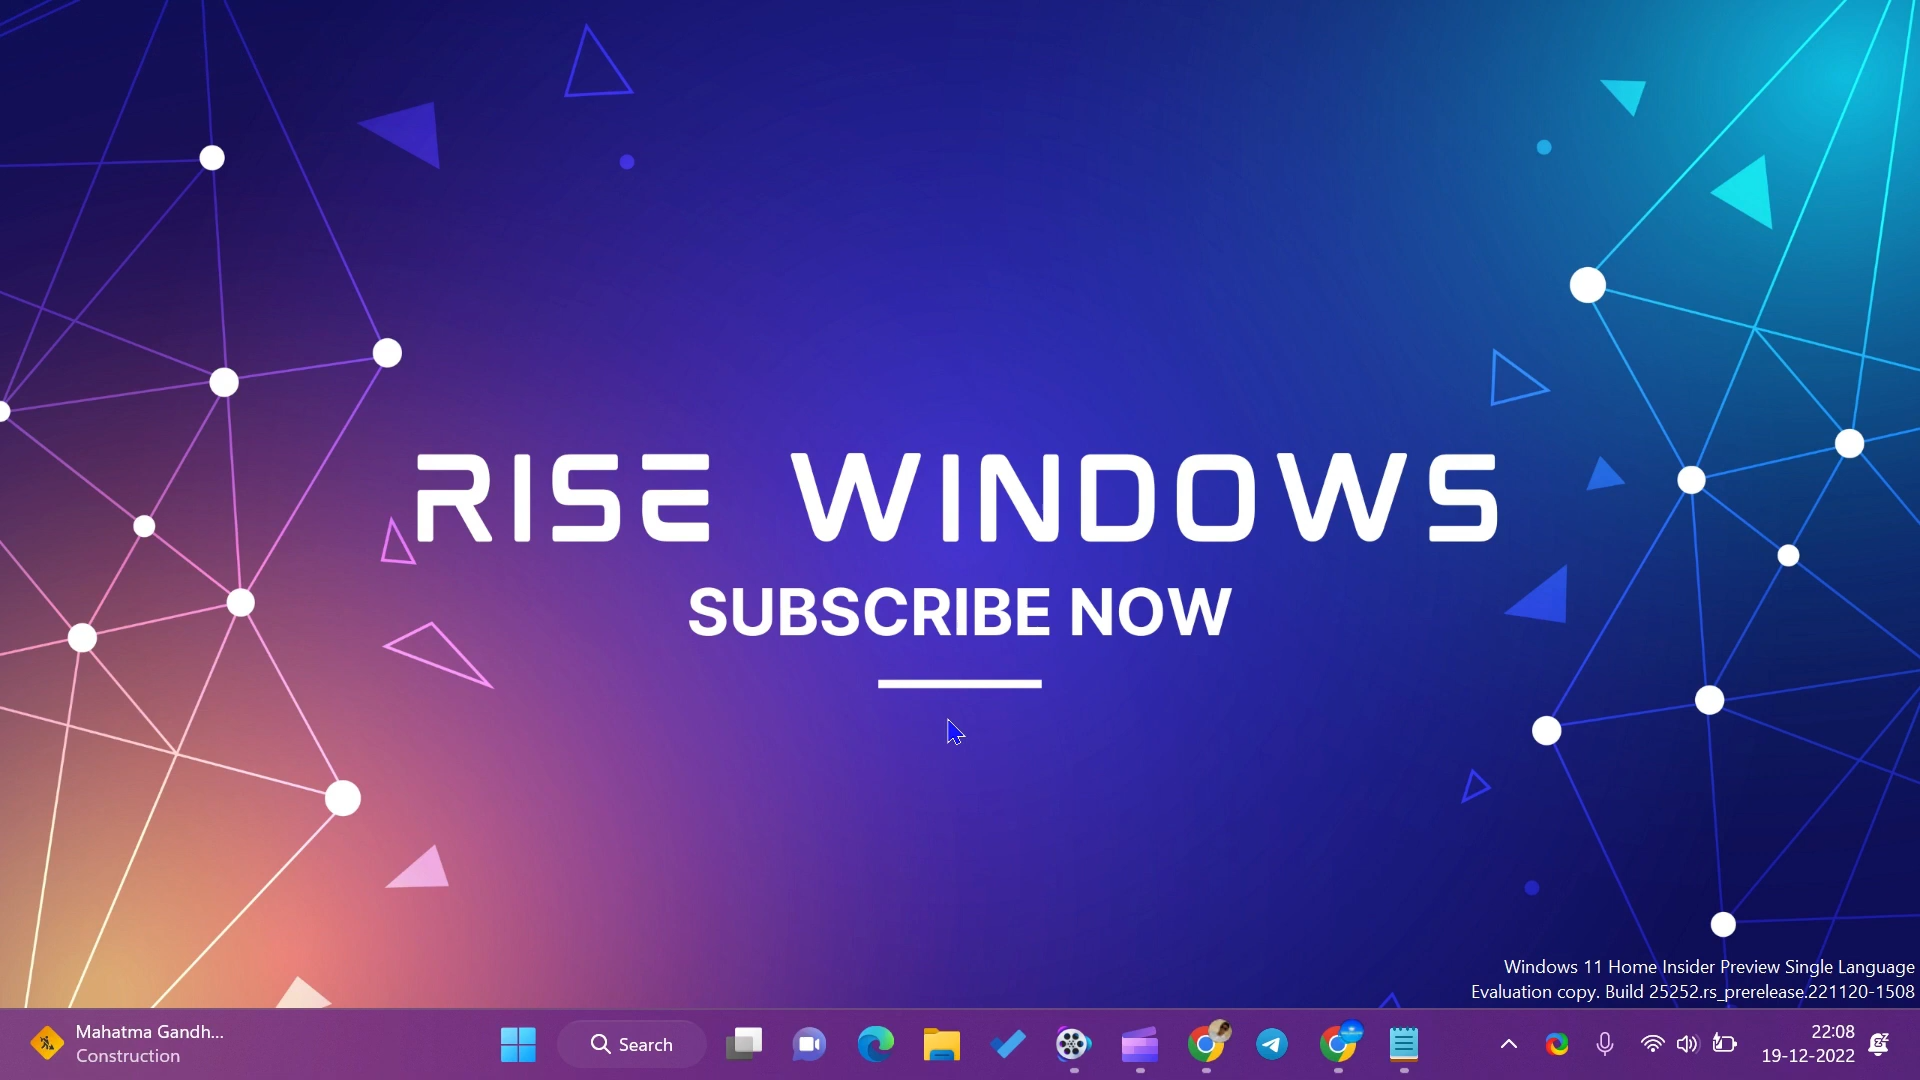 RISE WINDOWS
SUBSCRIBE NOW
Windows 11 Home Insider Preview Single Language
Evaluation copy. Build 25252.rs_prerelease.221120-1508
Mahatma Gandh...
Construction
Search
22:08
19-12-2022